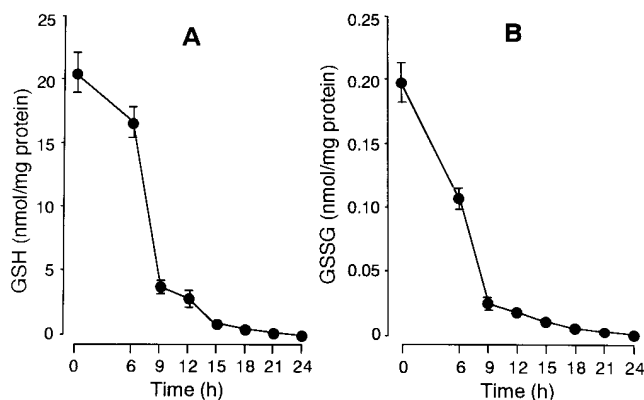 A
GSH (nmol/mg protein)
25
20
15
10
5
0
0 6 9 12 15 18 21 24
Time (h)
B
GSSG (nmol/mg protein)
0.25
0.20
0.15
0.10
0.05
0
0 6 9 12 15 18 21 24
Time (h)